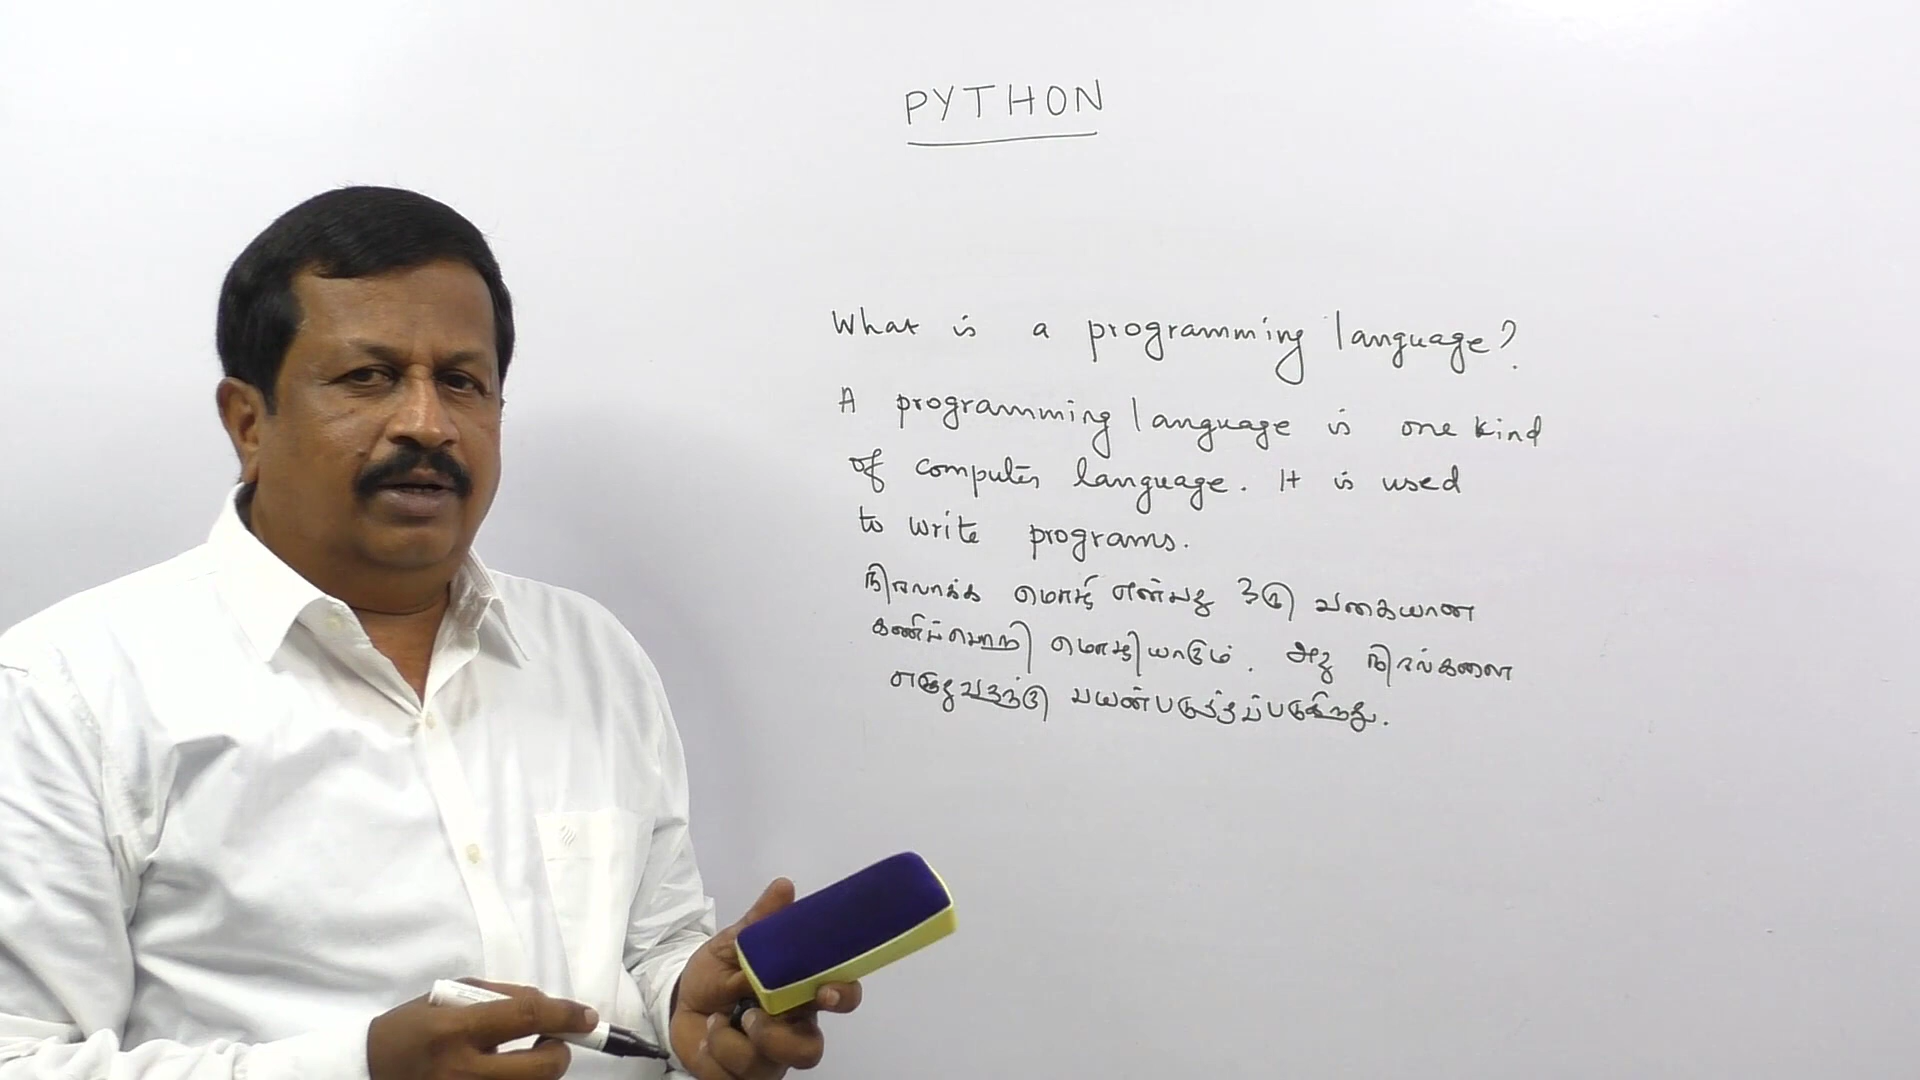 PYTHON
What is a programming language?
A programming language is one kind
of computer language. It is used
to write programs.
நிரலாக்க மொழி என்பது ஒரு வகையான
கணிப்பொறி மொழியாகும். அது நிரல்களை
எழுதுவதற்கு பயன்படுத்தப்படுகிறது.